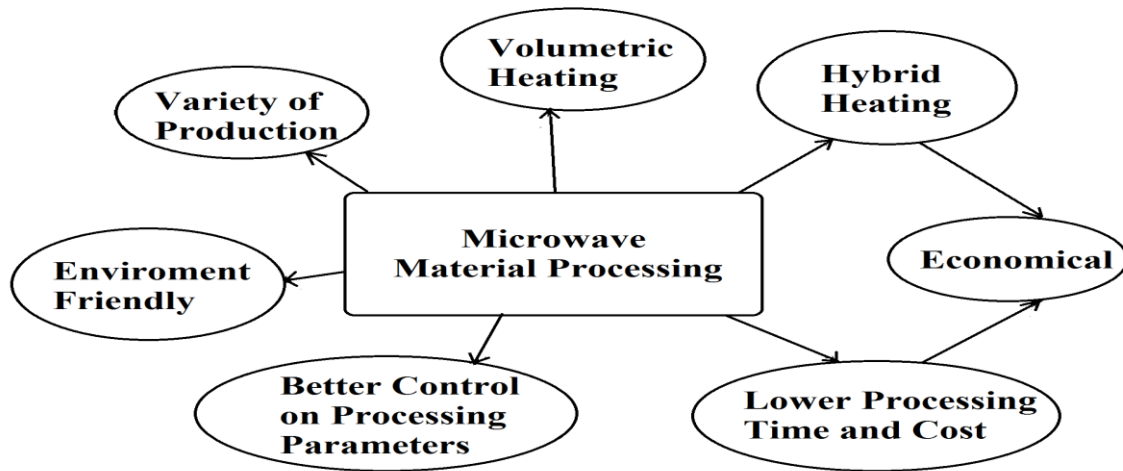 Volumetric
Heating
Hybrid
Heating
Variety of
Production
Microwave
Material Processing
Economical
Enviroment
Friendly
Better Control
on Processing
Parameters
Lower Processing
Time and Cost